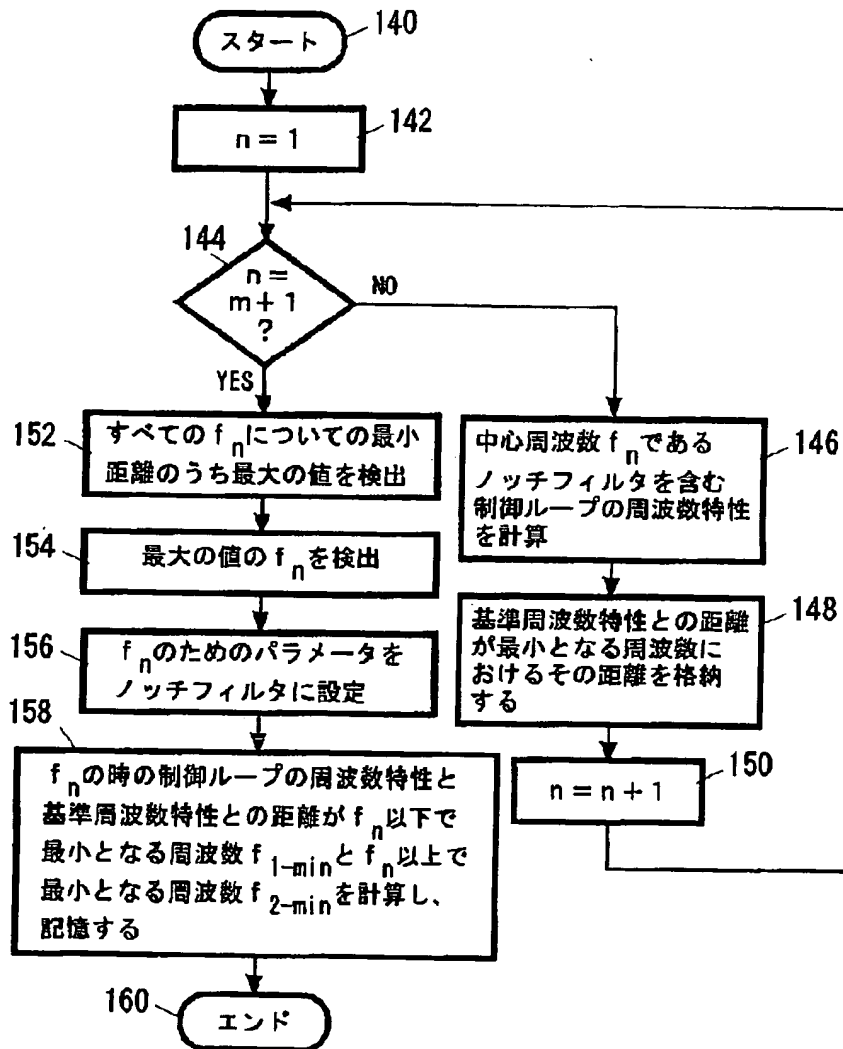 スタート
140
n = 1
142
144
n =
m + 1
?
NO
YES
152
すべてのfnについての最小
距離のうち最大の値を検出
154
最大の値のfnを検出
156
fnのためのパラメータを
ノッチフィルタに設定
158
fnの時の制御ループの周波数特性と
基準周波数特性との距離がfn以下で
最小となる周波数f1-minとfn以上で
最小となる周波数f2-minを計算し、
記憶する
160
エンド
中心周波数fnである
ノッチフィルタを含む
制御ループの周波数特性
を計算
146
基準周波数特性との距離
が最小となる周波数に
おけるその距離を格納
する
148
n = n + 1
150